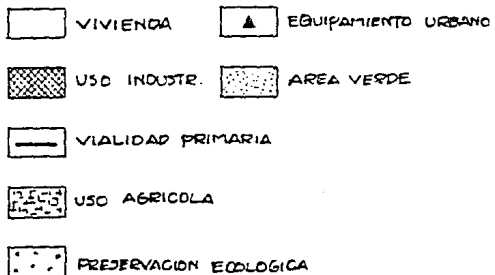 VIVIENDA EQUIPAMIENTO URBANO
USO INDUSTR. AREA VERDE
VIALIDAD PRIMARIA
USO AGRICOLA
PRESERVACION ECOLOGICA